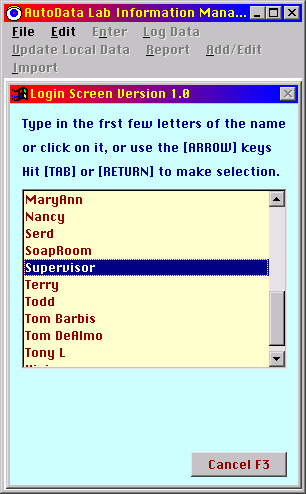 AutoData Lab Information Mana...
File Edit Enter Log Data
Update Local Data Report Add/Edit
Import
Login Screen Version 1.0
Type in the frst few letters of the name
or click on it, or use the [ARROW] keys
Hit [TAB] or [RETURN] to make selection.
MaryAnn
Nancy
Serd
SoapRoom
Supervisor
Terry
Todd
Tom Barbis
Tom DeAlmo
Tony L
Cancel F3